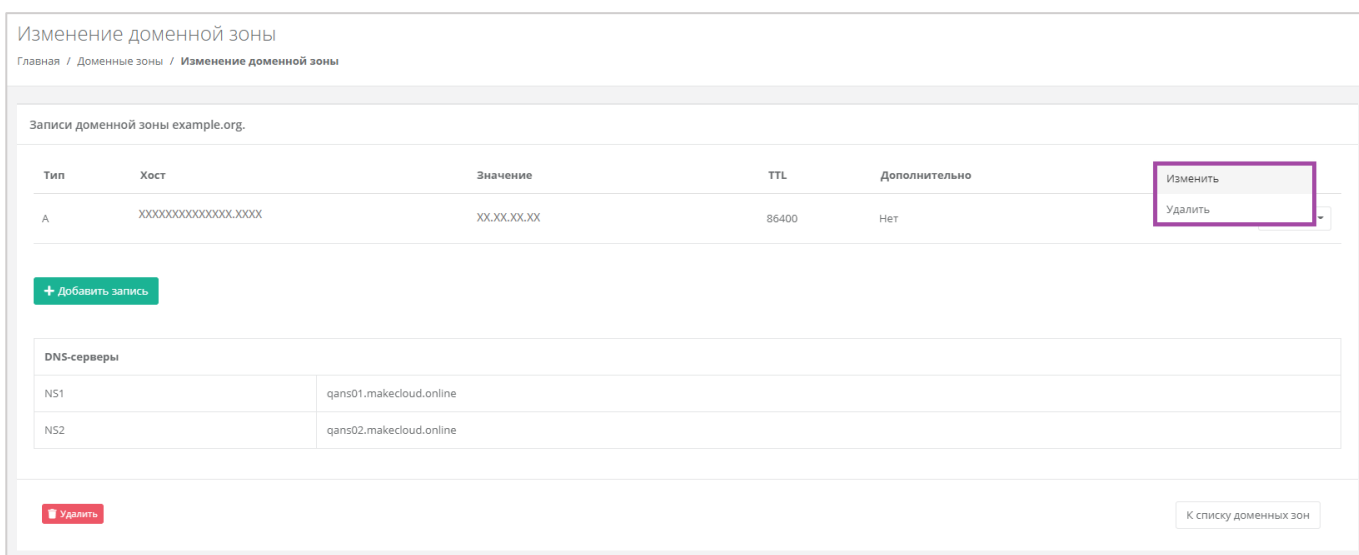 Изменение доменной зоны
Главная / Доменные зоны / Изменение доменной зоны
Записи доменной зоны example.org.
Тип Хост Значение TTL Дополнительно
Изменить
A XXXXXXXXXXXXXX.XXXX XX.XX.XX.XX 86400 Нет
Удалить
+ Добавить запись
DNS-серверы
NS1 qans01.makecloud.online
NS2 qans02.makecloud.online
Удалить К списку доменных зон